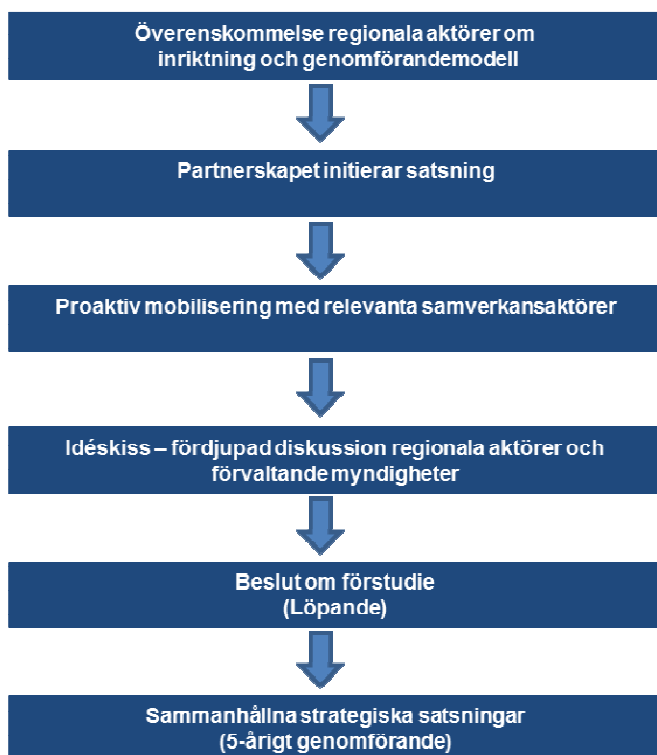 Överenskommelse regionala aktörer om
inriktning och genomförandemodell
Partnerskapet initierar satsning
Proaktiv mobilisering med relevanta samverkansaktörer
Idéskiss – fördjupad diskussion regionala aktörer och
förvaltande myndigheter
Beslut om förstudie
(Löpande)
Sammanhållna strategiska satsningar
(5-årigt genomförande)